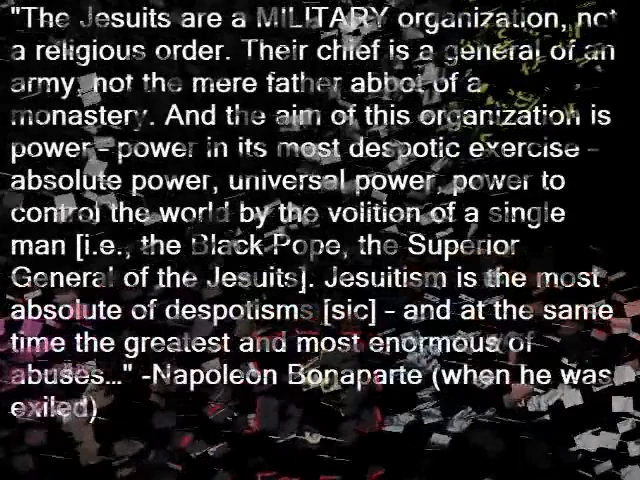 "The Jesuits are a MILITARY organization, not
a religious order. Their chief is a general of an
army, not the mere father abbot of a
monastery. And the aim of this organization is
power – power in its most despotic exercise –
absolute power, universal power, power to
control the world by the volition of a single
man [i.e., the Black Pope, the Superior
General of the Jesuits]. Jesuitism is the most
absolute of despotisms [sic] – and at the same
time the greatest and most enormous of
abuses..." -Napoleon Bonaparte (when he was
exiled)